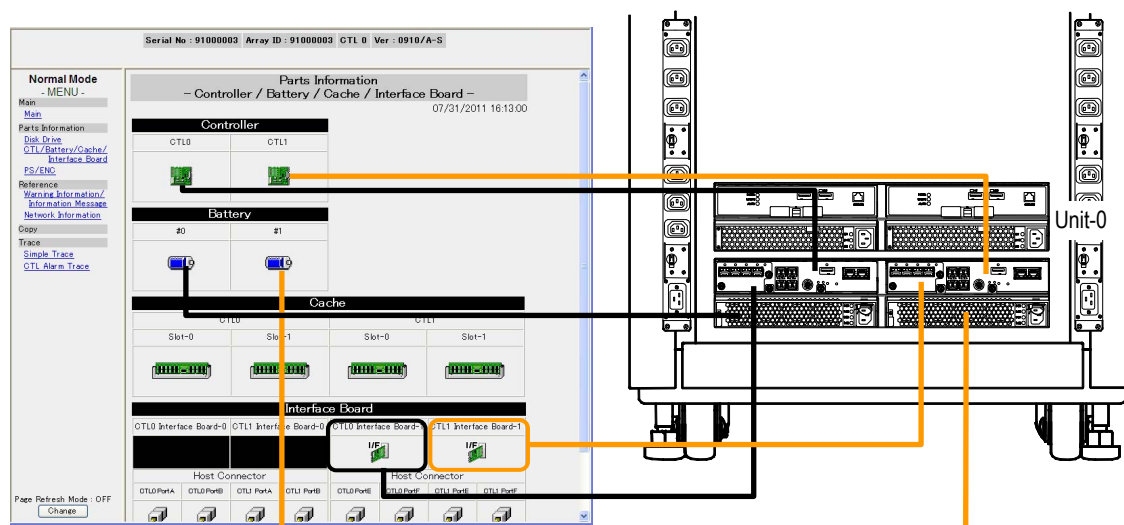 Serial No : 91000003 Array ID : 91000003 CTL 0 Ver : 0910/A-S
Normal Mode
- MENU -
Main
Main
Parts Information
Disk Drive
CTL/Battery/Cache/
Interface Board
PS/ENC
Reference
Warning Information/
Information Message
Network Information
Copy
Trace
Simple Trace
CTL Alarm Trace
Page Refresh Mode : OFF
Change
Parts Information
- Controller / Battery / Cache / Interface Board -
07/31/2011 16:13:00
Controller
CTL0 CTL1
Battery
#0 #1
Cache
CTL0 CTL1
Slot-0 Slot-1 Slot-0 Slot-1
Interface Board
CTL0 Interface Board-0 CTL1 Interface Board-0 CTL0 Interface Board-1 CTL1 Interface Board-1
I/F I/F
Host Connector Host Connector
CTL0 PortA CTL0 PortB CTL1 PortA CTL1 PortB CTL0 PortE CTL0 PortF CTL1 PortE CTL1 PortF
Unit-0